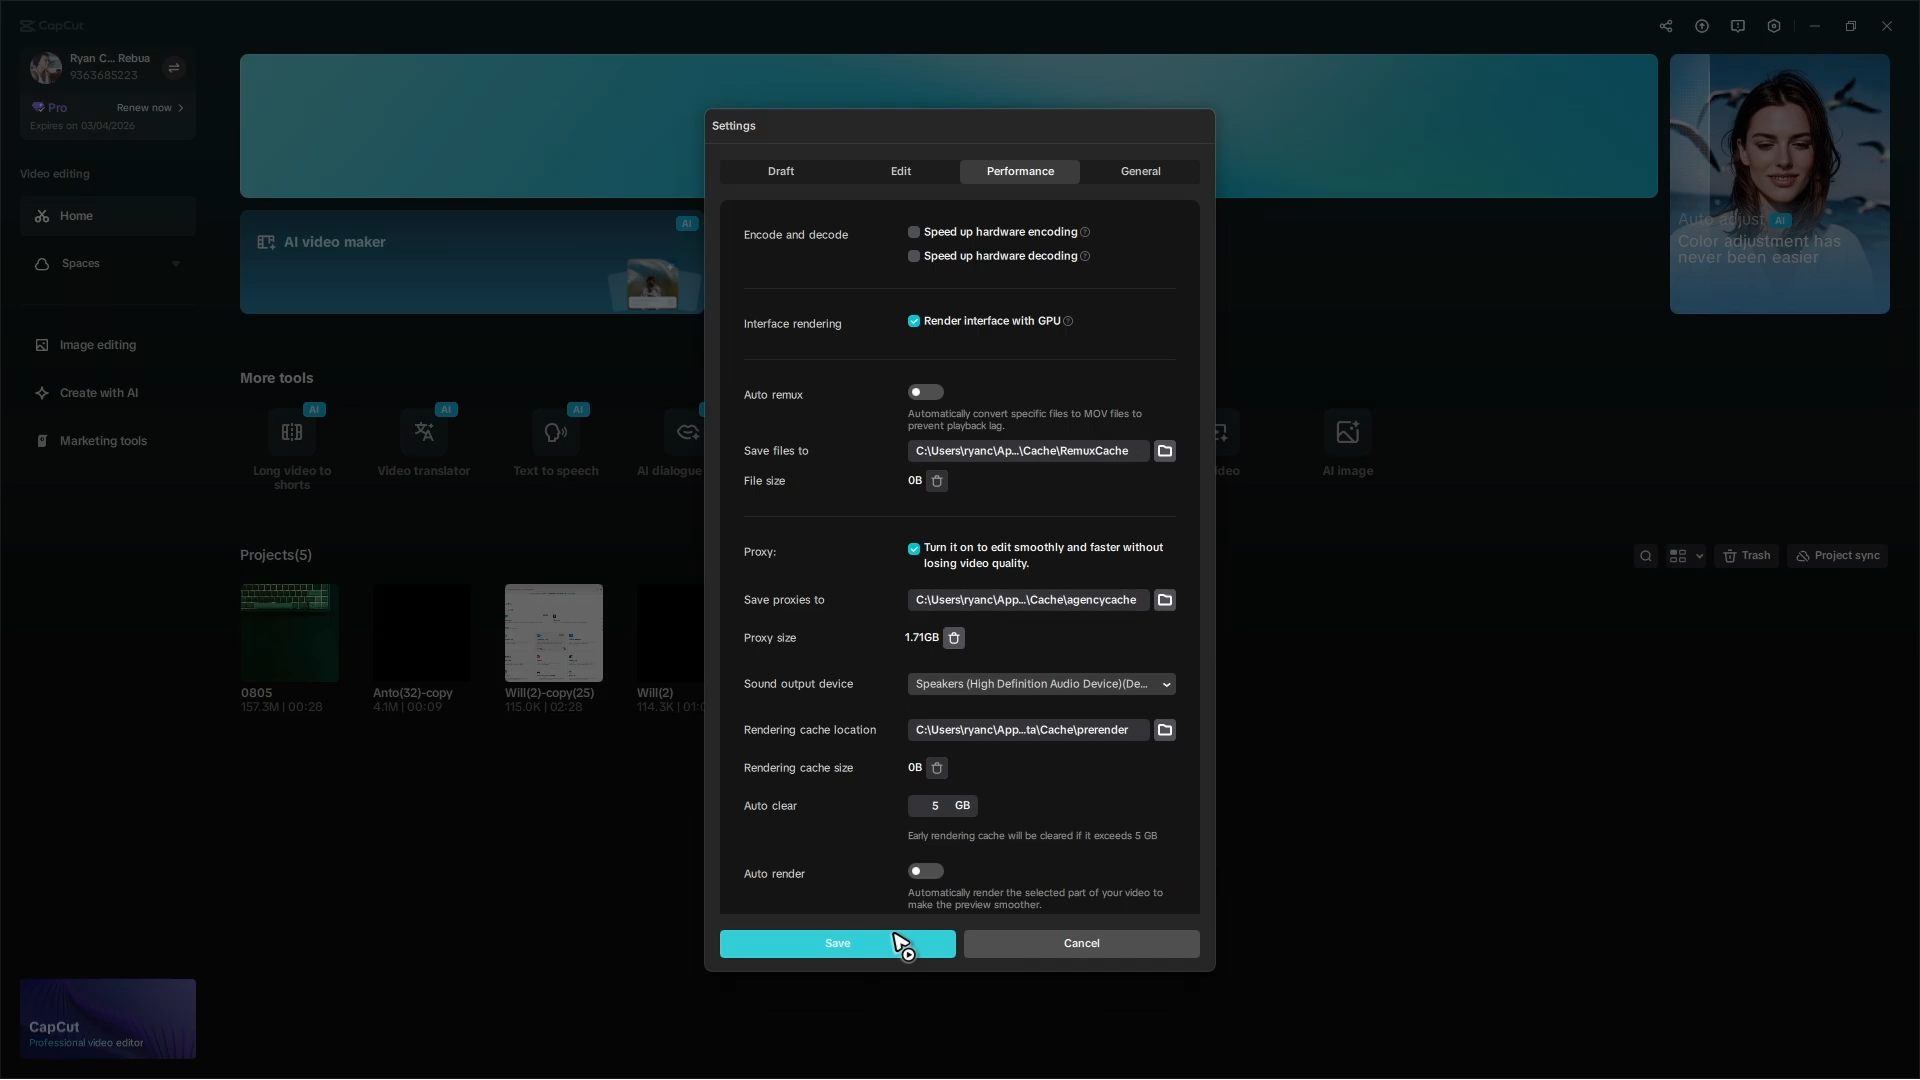 CapCut
Ryan C... Rebua
9363685223
Pro
Renew now
Expires on 03/04/2026
Video editing
Home
Spaces
Image editing
Create with AI
Marketing tools
CapCut
Professional video editor
AI
AI video maker
Auto adjust AI
Color adjustment has
never been easier
More tools
AI
Long video to
shorts
AI
Video translator
AI
Text to speech
AI dialogue
AI image
Projects(5)
Trash
Project sync
0805
157.3M | 00:28
Anto(32)-copy
4.1M | 00:09
Will(2)-copy(25)
115.0K | 02:28
Will(2)
Settings
Draft
Edit
Performance
General
Encode and decode
Speed up hardware encoding
Speed up hardware decoding
Interface rendering
Render interface with GPU
Auto remux
Automatically convert specific files to MOV files to
prevent playback lag.
Save files to
C:\Users\ryanc\Ap...\Cache\RemuxCache
File size
0B
Proxy:
Turn it on to edit smoothly and faster without
losing video quality.
Save proxies to
C:\Users\ryanc\App...\Cache\agencycache
Proxy size
1.71GB
Sound output device
Speakers (High Definition Audio Device)(De...
Rendering cache location
C:\Users\ryanc\App...ta\Cache\prerender
Rendering cache size
0B
Auto clear
5 GB
Early rendering cache will be cleared if it exceeds 5 GB
Auto render
Automatically render the selected part of your video to
make the preview smoother.
Save
Cancel